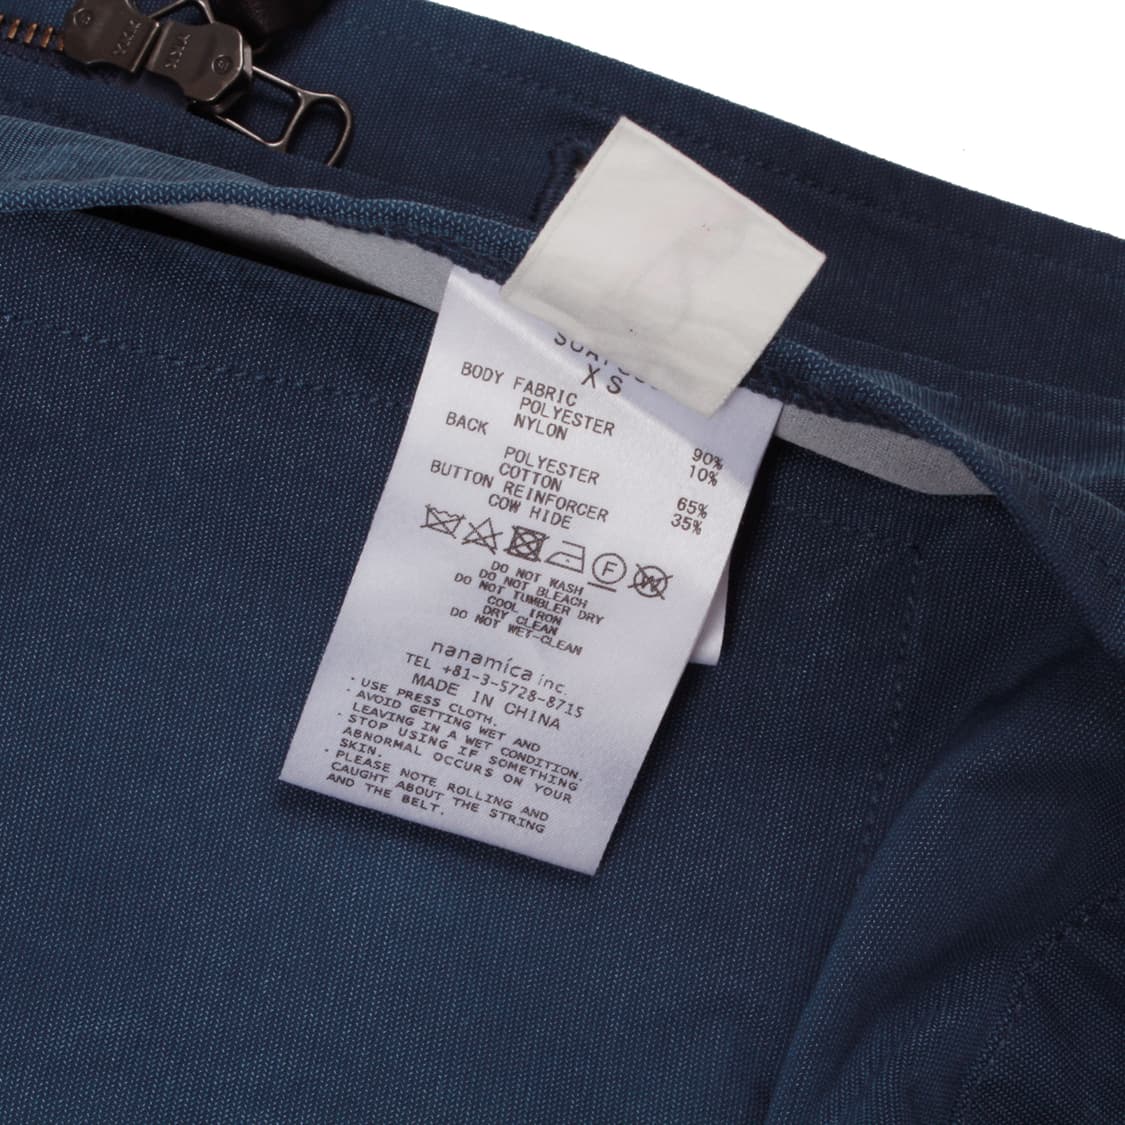 YKK
YKK
XS
BODY FABRIC
POLYESTER 90%
NYLON 10%
BACK
POLYESTER 65%
COTTON 35%
BUTTON REINFORCER
COW HIDE
F
W
DO NOT WASH
DO NOT BLEACH
DO NOT TUMBLER DRY
COOL IRON
DRY CLEAN
DO NOT WET-CLEAN
nanamica inc.
TEL +81-3-5728-8715
MADE IN CHINA
・USE PRESS CLOTH.
・AVOID GETTING WET AND
LEAVING IN A WET CONDITION.
・STOP USING IF SOMETHING
ABNORMAL OCCURS ON YOUR
SKIN.
・PLEASE NOTE ROLLING AND
CAUGHT ABOUT THE STRING
AND THE BELT.